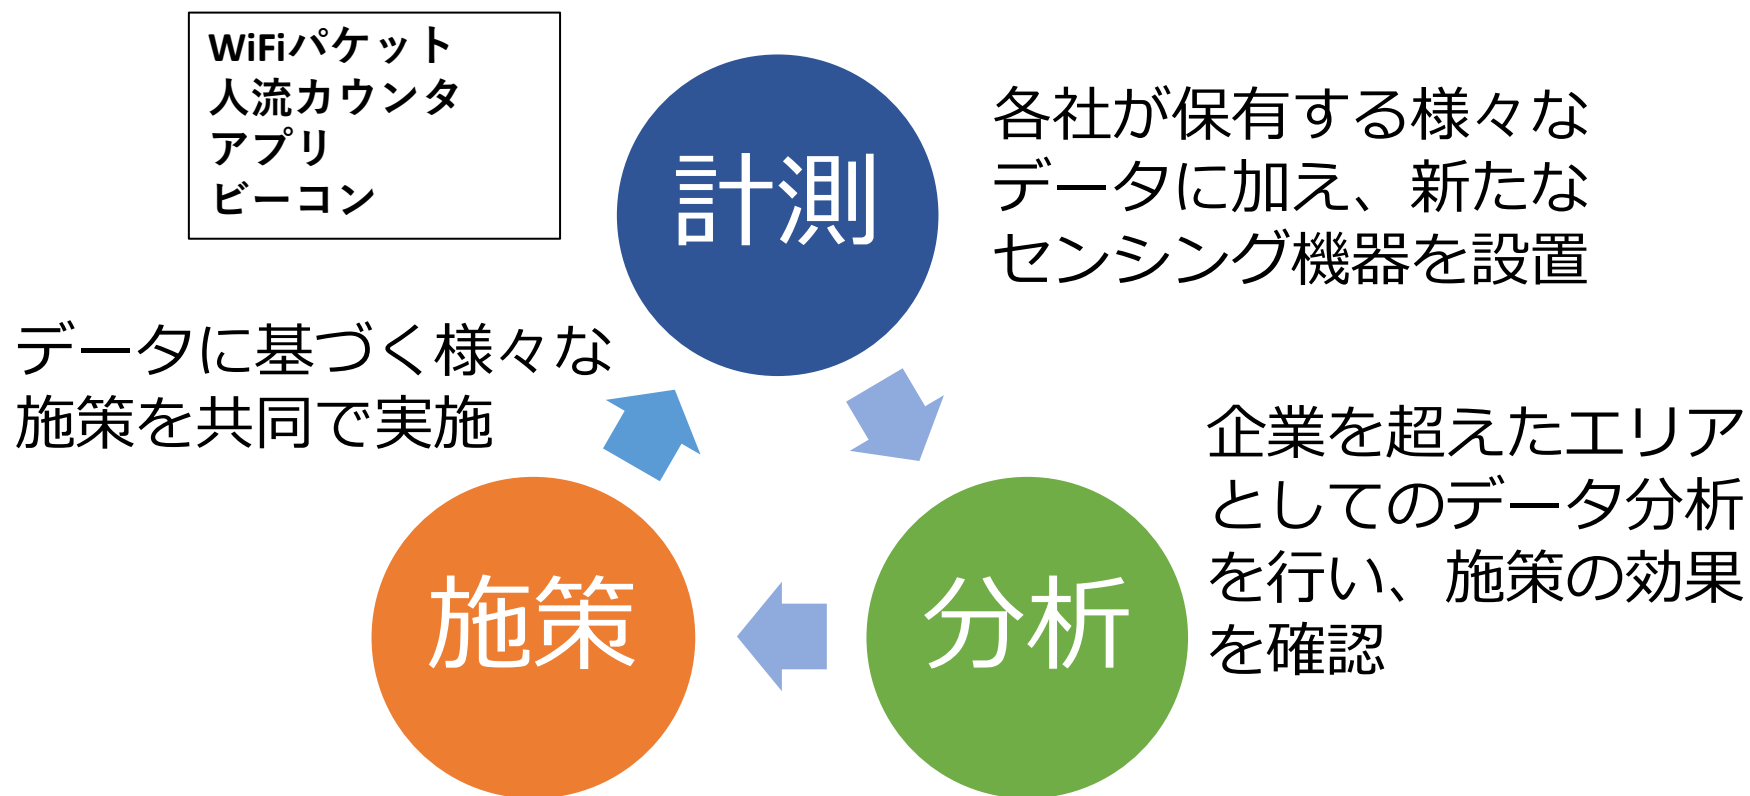 WiFiパケット
人流カウンタ
アプリ
ビーコン
計測
各社が保有する様々な
データに加え、新たな
センシング機器を設置
データに基づく様々な
施策を共同で実施
企業を超えたエリア
としてのデータ分析
を行い、施策の効果
を確認
施策
分析